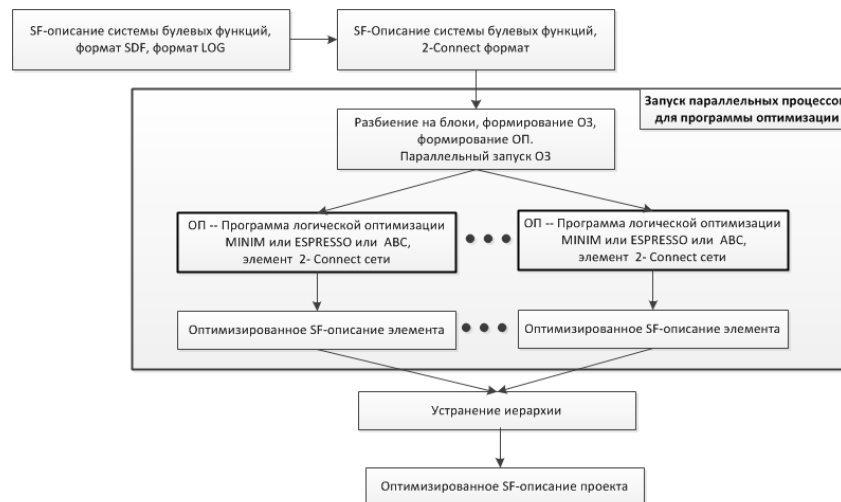 SF-описание системы булевых функций,
формат SDF, формат LOG
SF-Описание системы булевых функций,
2-Connect формат
Запуск параллельных процессов
для программы оптимизации
Разбиение на блоки, формирование ОЗ,
формирование ОП.
Параллельный запуск ОЗ
ОП -- Программа логической оптимизации
MINIM или ESPRESSO или ABC,
элемент 2- Connect сети
ОП -- Программа логической оптимизации
MINIM или ESPRESSO или ABC,
элемент 2- Connect сети
Оптимизированное SF-описание элемента
Оптимизированное SF-описание элемента
Устранение иерархии
Оптимизированное SF-описание проекта